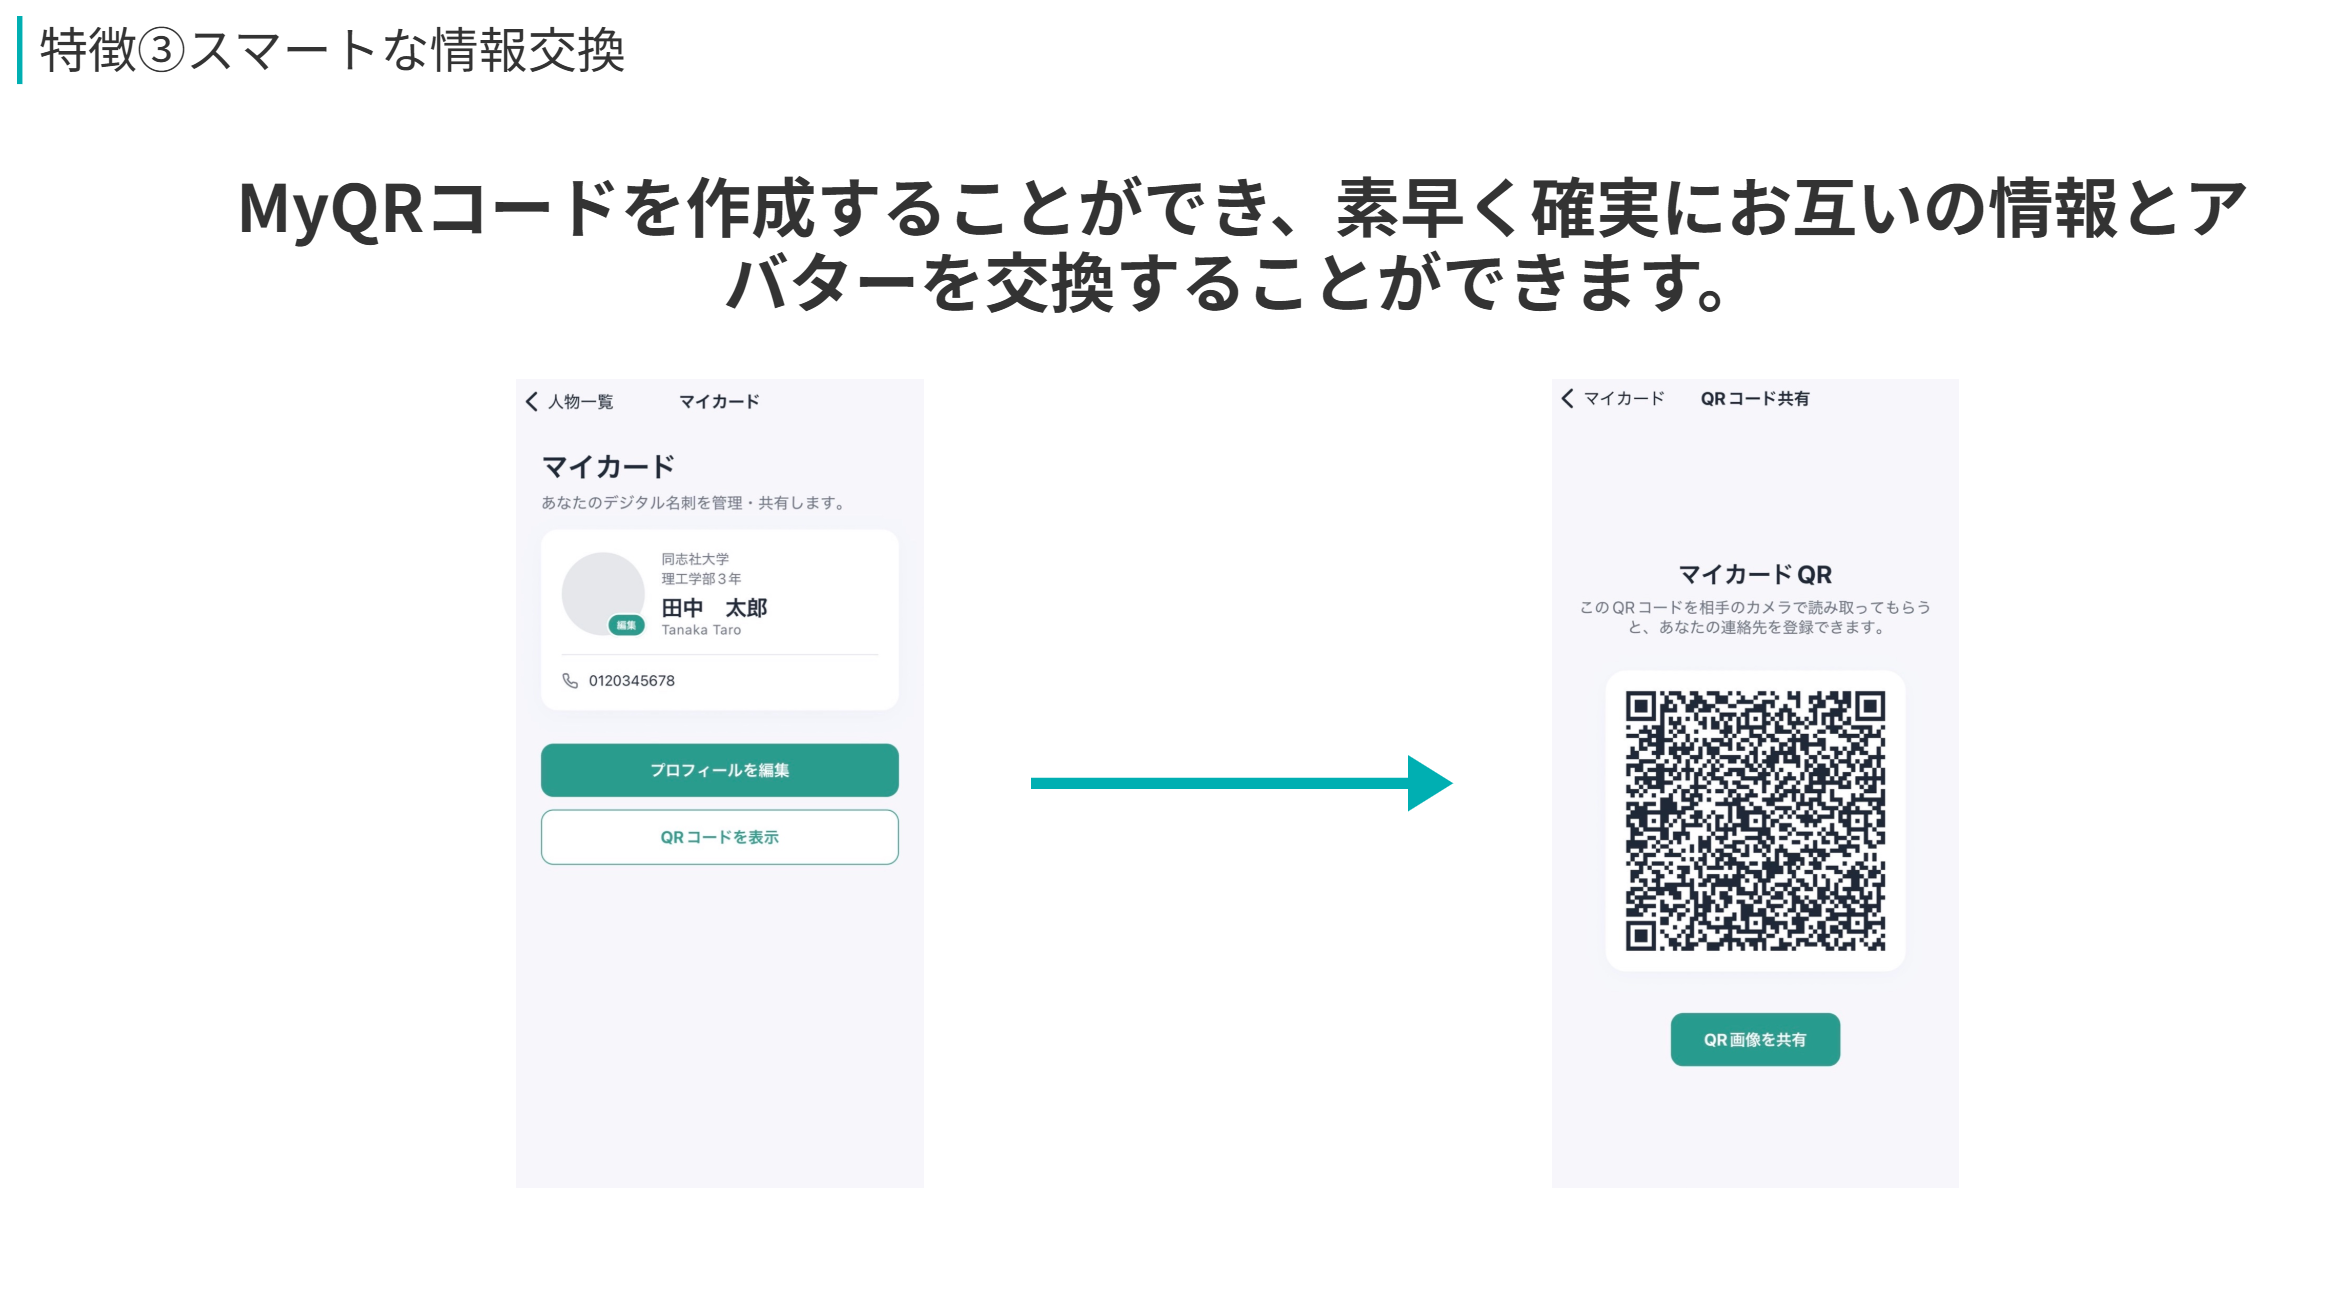 特徴③スマートな情報交換
MyQRコードを作成することができ、素早く確実にお互いの情報とア
バターを交換することができます。
人物一覧 マイカード
マイカード
あなたのデジタル名刺を管理・共有します。
同志社大学
理工学部3年
田中　太郎
Tanaka Taro
編集
0120345678
プロフィールを編集
QRコードを表示
マイカード QRコード共有
マイカードQR
このQRコードを相手のカメラで読み取ってもらう
と、あなたの連絡先を登録できます。
QR画像を共有